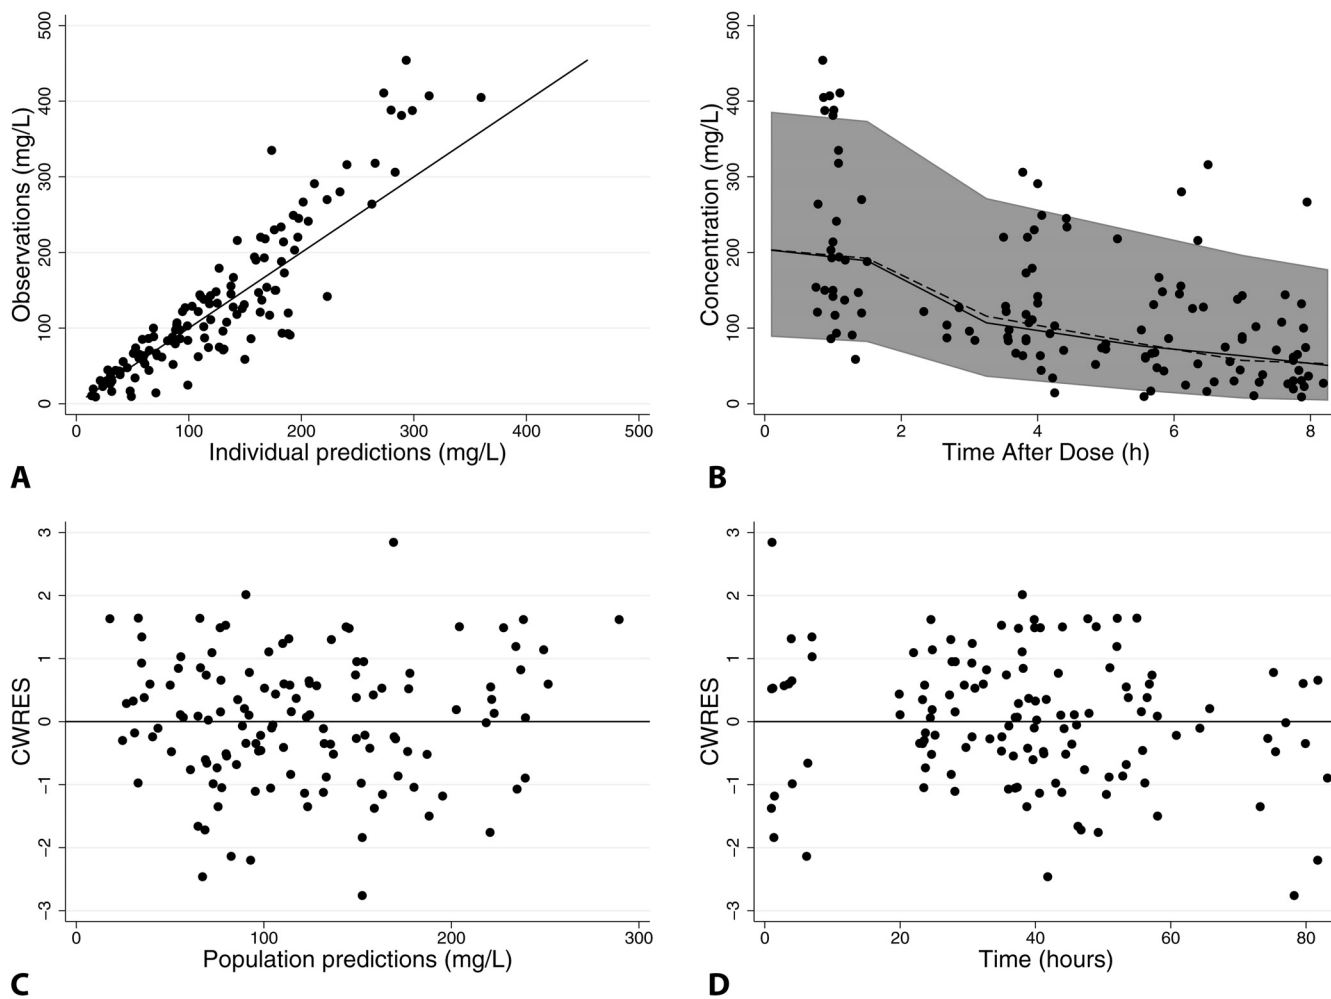 Observations (mg/L)
500
400
300
200
100
0
0 100 200 300 400 500
Individual predictions (mg/L)
A
Concentration (mg/L)
500
400
300
200
100
0
0 2 4 6 8
Time After Dose (h)
B
CWRES
3
2
1
0
−1
−2
−3
0 100 200 300
Population predictions (mg/L)
C
CWRES
3
2
1
0
−1
−2
−3
0 20 40 60 80
Time (hours)
D